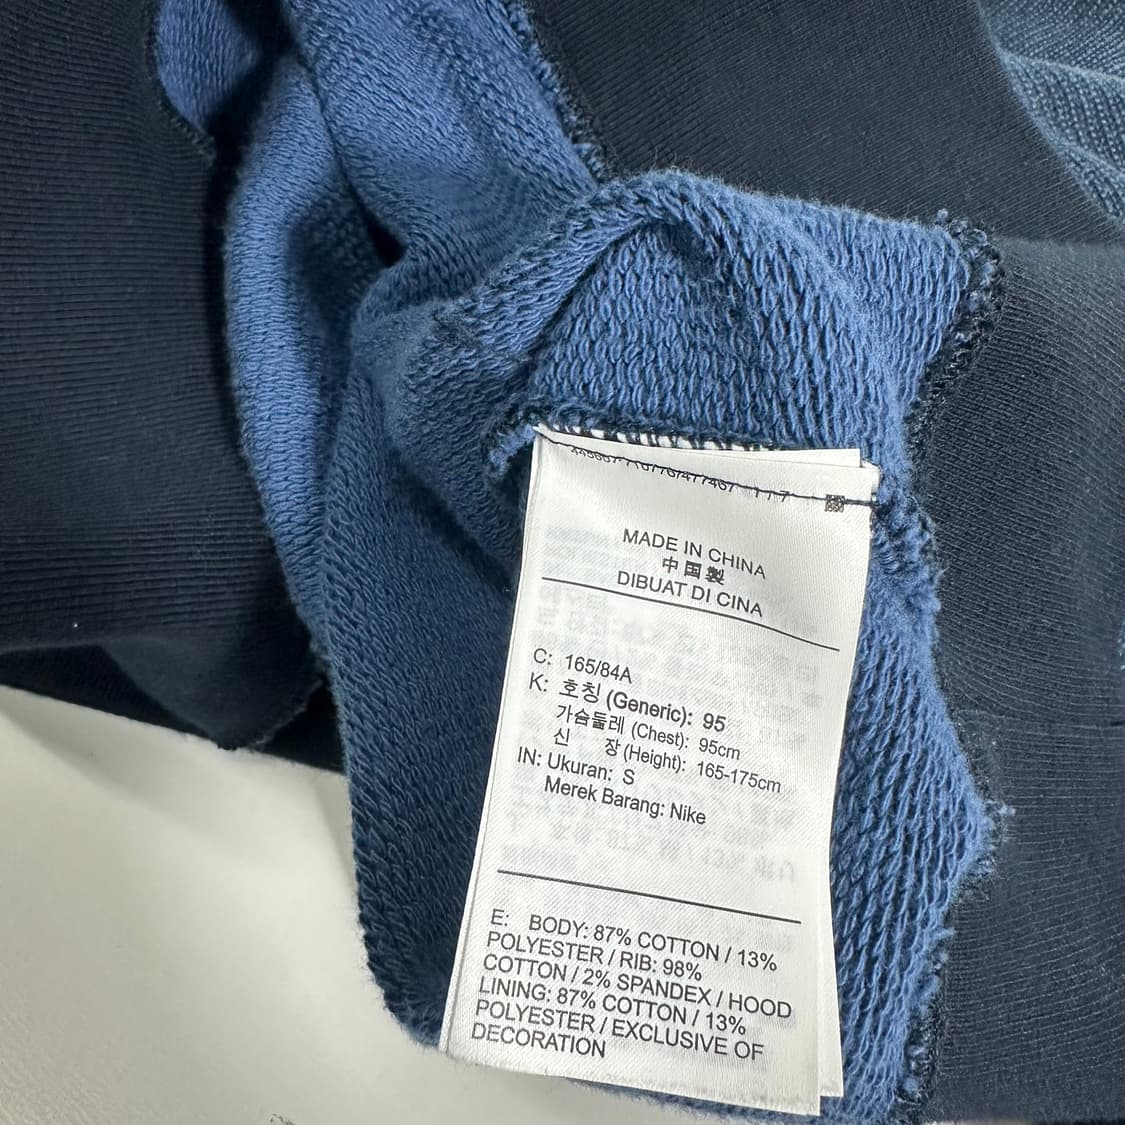 MADE IN CHINA
中国製
DIBUAT DI CINA
C: 165/84A
K: 호칭 (Generic): 95
가슴둘레 (Chest): 95cm
신 장 (Height): 165-175cm
IN: Ukuran: S
Merek Barang: Nike
E: BODY: 87% COTTON / 13%
POLYESTER / RIB: 98%
COTTON / 2% SPANDEX / HOOD
LINING: 87% COTTON / 13%
POLYESTER / EXCLUSIVE OF
DECORATION